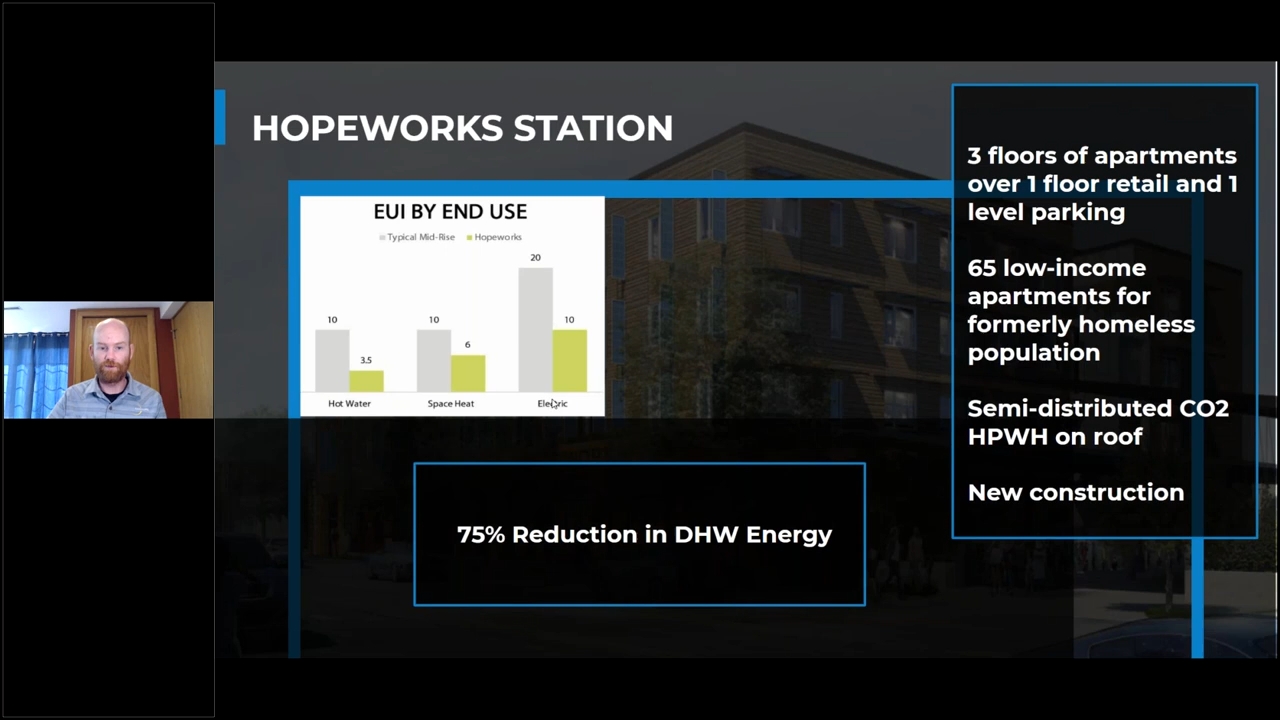 HOPEWORKS STATION
EUI BY END USE
Typical Mid-Rise Hopeworks
10
3.5
10
6
20
10
Hot Water
Space Heat
Electric
75% Reduction in DHW Energy
3 floors of apartments
over 1 floor retail and 1
level parking
65 low-income
apartments for
formerly homeless
population
Semi-distributed CO2
HPWH on roof
New construction